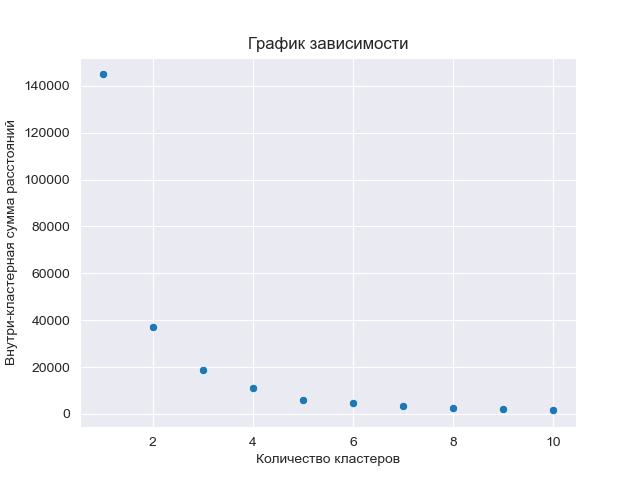 График зависимости
140000
120000
100000
80000
60000
40000
20000
0
Внутри-кластерная сумма расстояний
2 4 6 8 10
Количество кластеров